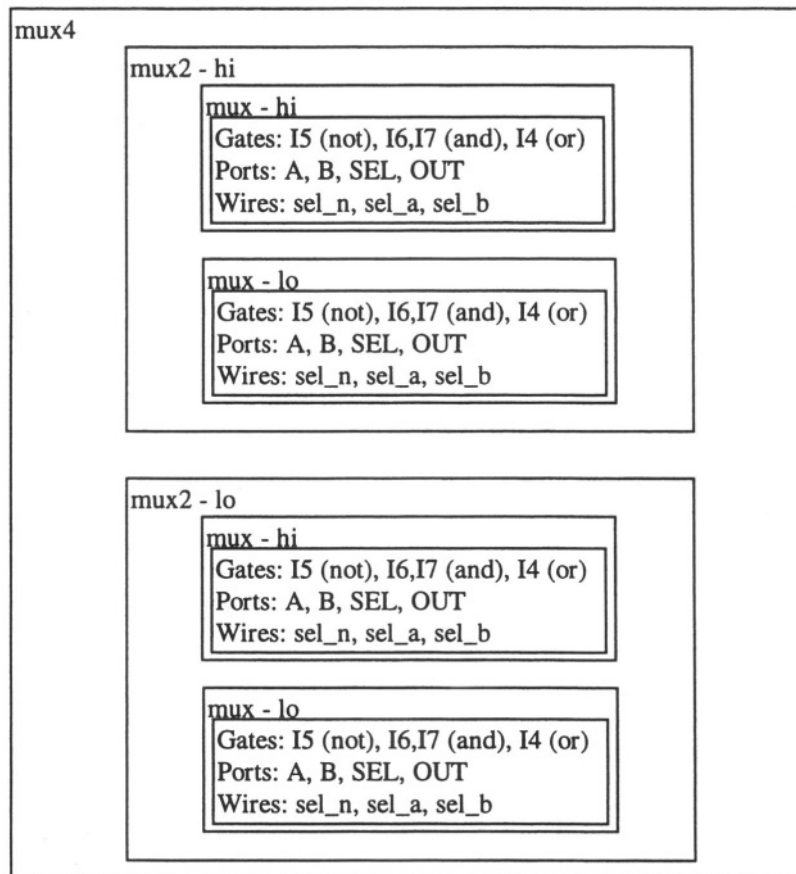 mux4
mux2 - hi
mux - hi
Gates: I5 (not), I6,I7 (and), I4 (or)
Ports: A, B, SEL, OUT
Wires: sel_n, sel_a, sel_b
mux - lo
Gates: I5 (not), I6,I7 (and), I4 (or)
Ports: A, B, SEL, OUT
Wires: sel_n, sel_a, sel_b
mux2 - lo
mux - hi
Gates: I5 (not), I6,I7 (and), I4 (or)
Ports: A, B, SEL, OUT
Wires: sel_n, sel_a, sel_b
mux - lo
Gates: I5 (not), I6,I7 (and), I4 (or)
Ports: A, B, SEL, OUT
Wires: sel_n, sel_a, sel_b